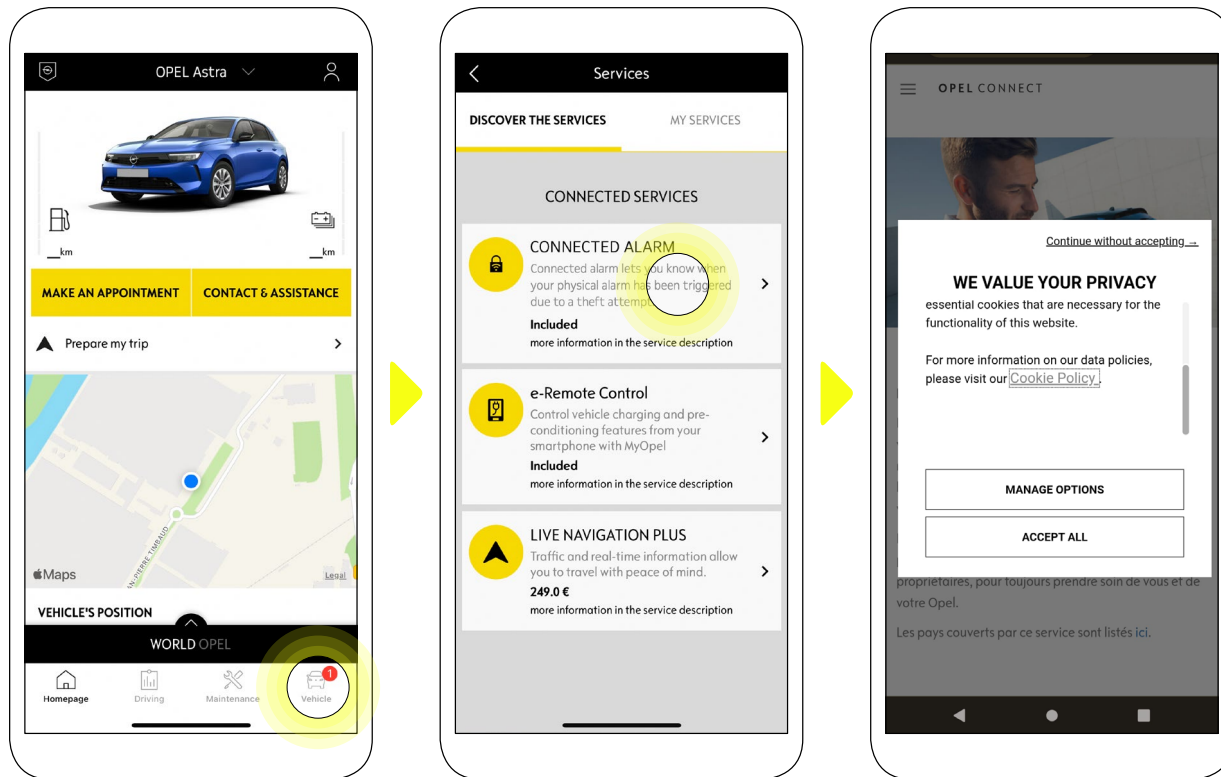 OPEL Astra
__km
__km
MAKE AN APPOINTMENT
CONTACT & ASSISTANCE
Prepare my trip
AN-PIERRE TIMBAUD
Maps
Legal
VEHICLE'S POSITION
WORLD OPEL
1
Homepage
Driving
Maintenance
Vehicle
Services
DISCOVER THE SERVICES
MY SERVICES
CONNECTED SERVICES
CONNECTED ALARM
Connected alarm lets you know when
your physical alarm has been triggered
due to a theft attempt
Included
more information in the service description
e-Remote Control
Control vehicle charging and pre-
conditioning features from your
smartphone with MyOpel
Included
more information in the service description
LIVE NAVIGATION PLUS
Traffic and real-time information allow
you to travel with peace of mind.
249.0 €
more information in the service description
OPEL CONNECT
Continue without accepting →
WE VALUE YOUR PRIVACY
essential cookies that are necessary for the
functionality of this website.
For more information on our data policies,
please visit our Cookie Policy .
MANAGE OPTIONS
ACCEPT ALL
propriétaires, pour toujours prendre soin de vous et de
votre Opel.
Les pays couverts par ce service sont listés ici.